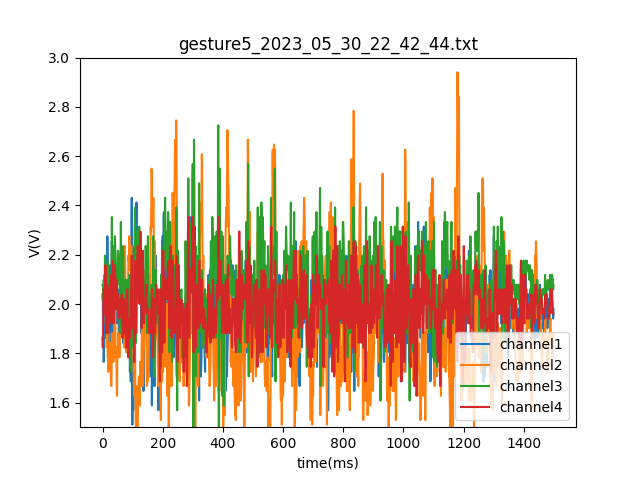 gesture5_2023_05_30_22_42_44.txt
3.0
2.8
2.6
2.4
2.2
2.0
1.8
1.6
V(V)
channel1
channel2
channel3
channel4
0 200 400 600 800 1000 1200 1400
time(ms)